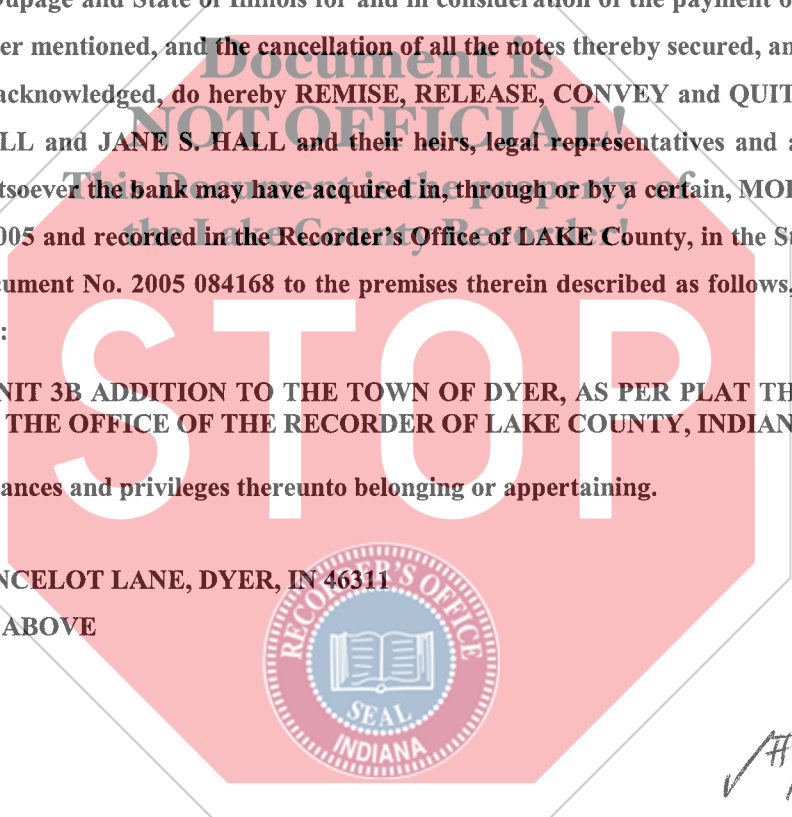 Dupage and State of Illinois for and in consideration of the payment o
er mentioned, and the cancellation of all the notes thereby secured, an
acknowledged, do hereby REMISE, RELEASE, CONVEY and QUIT
LL and JANE S. HALL and their heirs, legal representatives and a
tsoever the bank may have acquired in, through or by a certain, MOR
005 and recorded in the Recorder's Office of LAKE County, in the St
cument No. 2005 084168 to the premises therein described as follows,
:
NIT 3B ADDITION TO THE TOWN OF DYER, AS PER PLAT TH
THE OFFICE OF THE RECORDER OF LAKE COUNTY, INDIAN
ances and privileges thereunto belonging or appertaining.
NCELOT LANE, DYER, IN 46311
ABOVE
Document is
NOT OFFICIAL!
This Document is the property of
the Lake County Recorder!
STOP
RECORDER'S OFFICE
SEAL
INDIANA